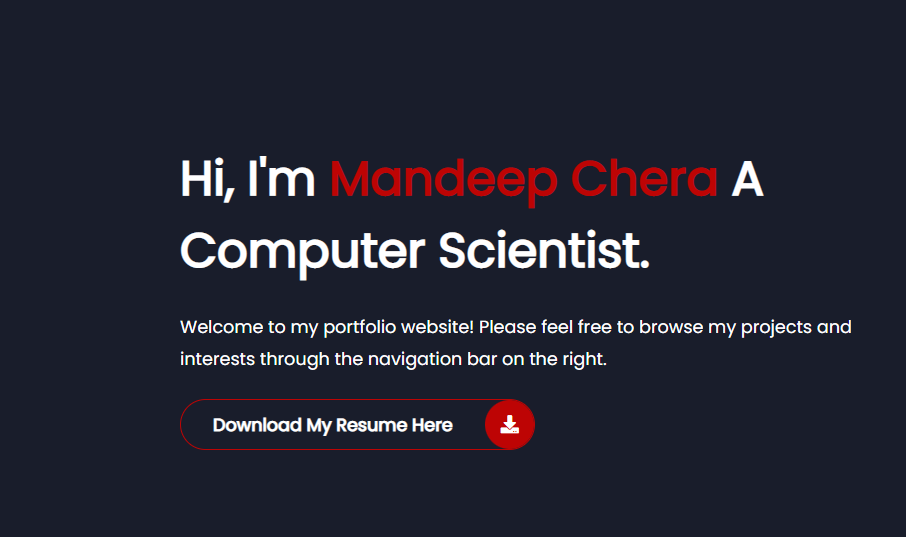 Hi, I'm Mandeep Chera A
Computer Scientist.
Welcome to my portfolio website! Please feel free to browse my projects and
interests through the navigation bar on the right.
Download My Resume Here